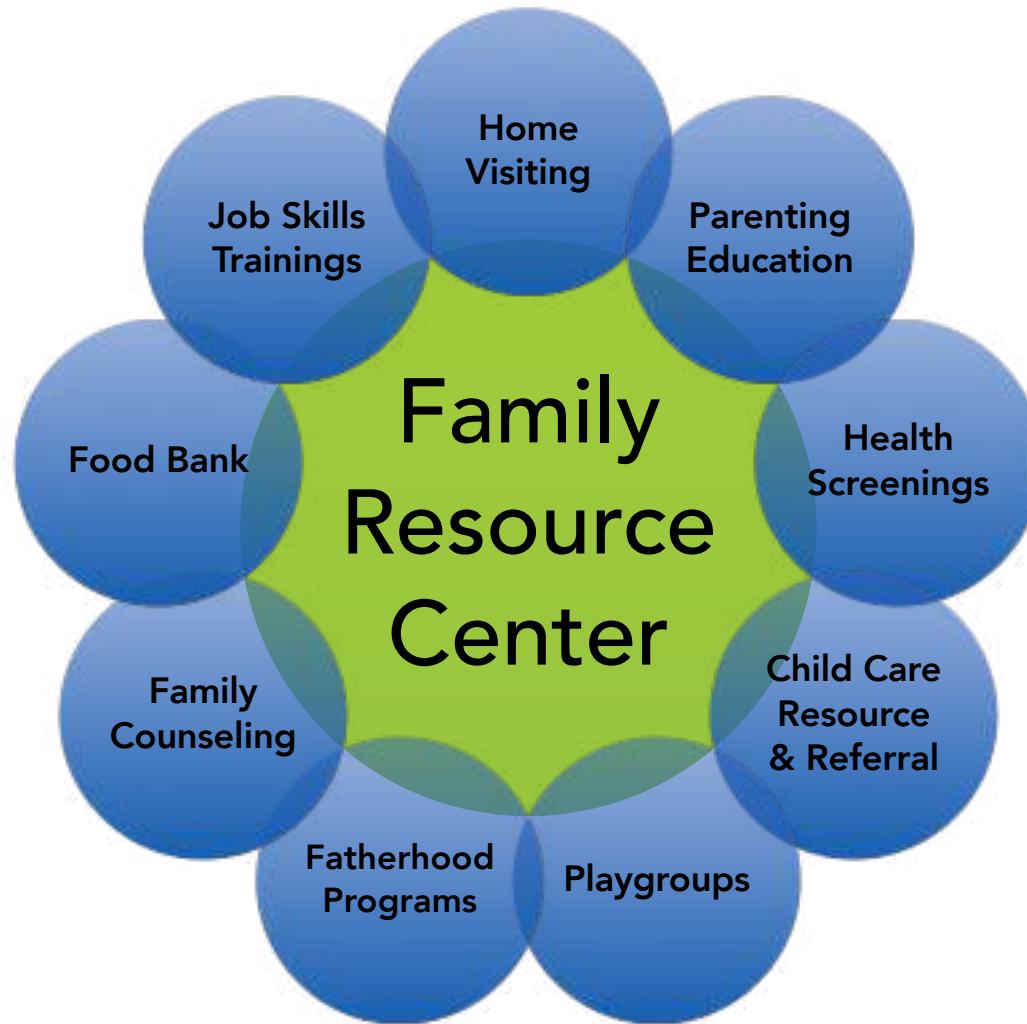 Home
Visiting
Parenting
Education
Health
Screenings
Child Care
Resource
& Referral
Playgroups
Fatherhood
Programs
Family
Counseling
Food Bank
Job Skills
Trainings
Family
Resource
Center